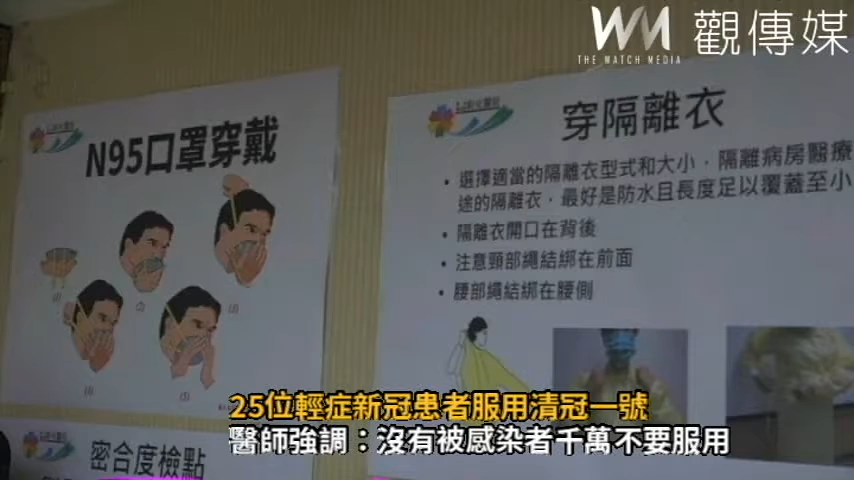 WM 觀傳媒
THE WATCH MEDIA
N95口罩穿戴
(1)
(2)
(3)
(4)
(5)
密合度檢點
穿隔離衣
• 選擇適當的隔離衣型式和大小，隔離病房醫療
途的隔離衣，最好是防水且長度足以覆蓋至小
• 隔離衣開口在背後
• 注意頸部繩結綁在前面
• 腰部繩結綁在腰側
25位輕症新冠患者服用清冠一號
醫師強調：沒有被感染者千萬不要服用